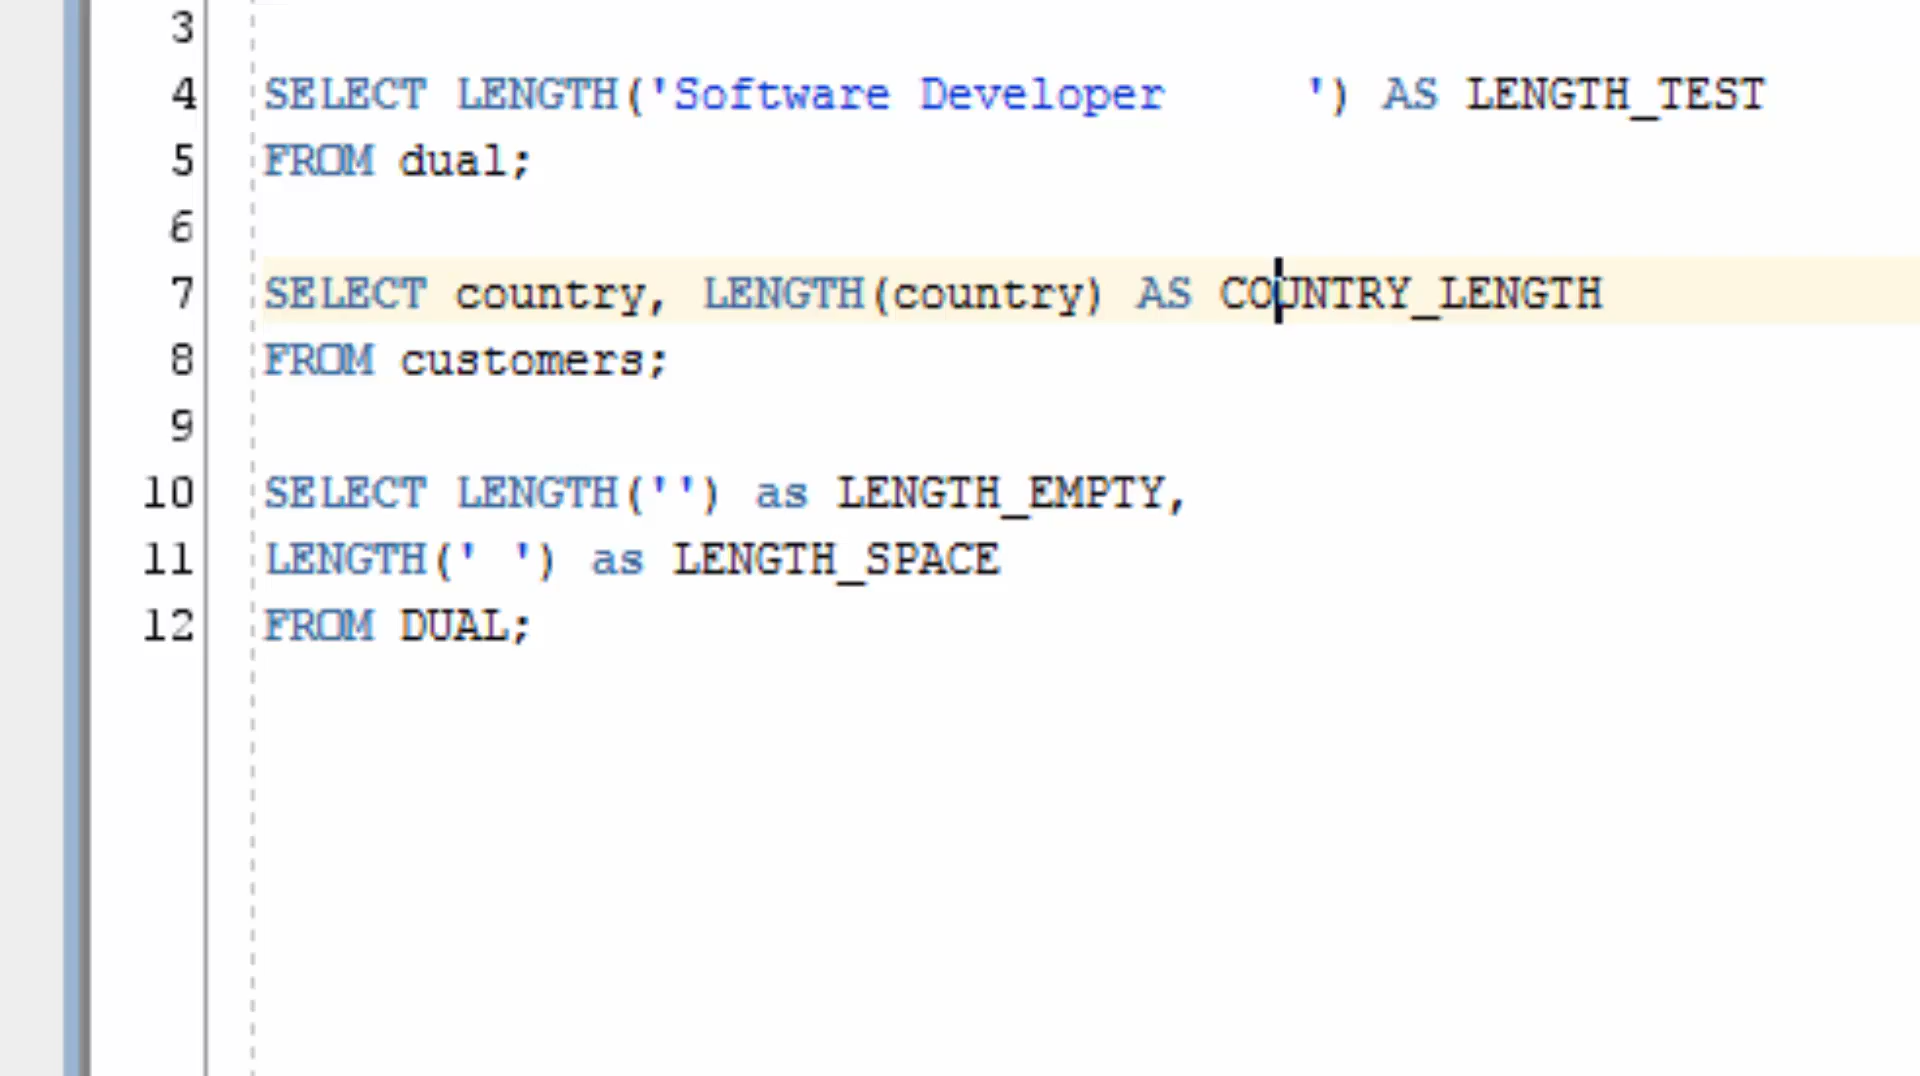 3
4 SELECT LENGTH('Software Developer     ') AS LENGTH_TEST
5 FROM dual;
6
7 SELECT country, LENGTH(country) AS COUNTRY_LENGTH
8 FROM customers;
9
10 SELECT LENGTH('') as LENGTH_EMPTY,
11 LENGTH(' ') as LENGTH_SPACE
12 FROM DUAL;